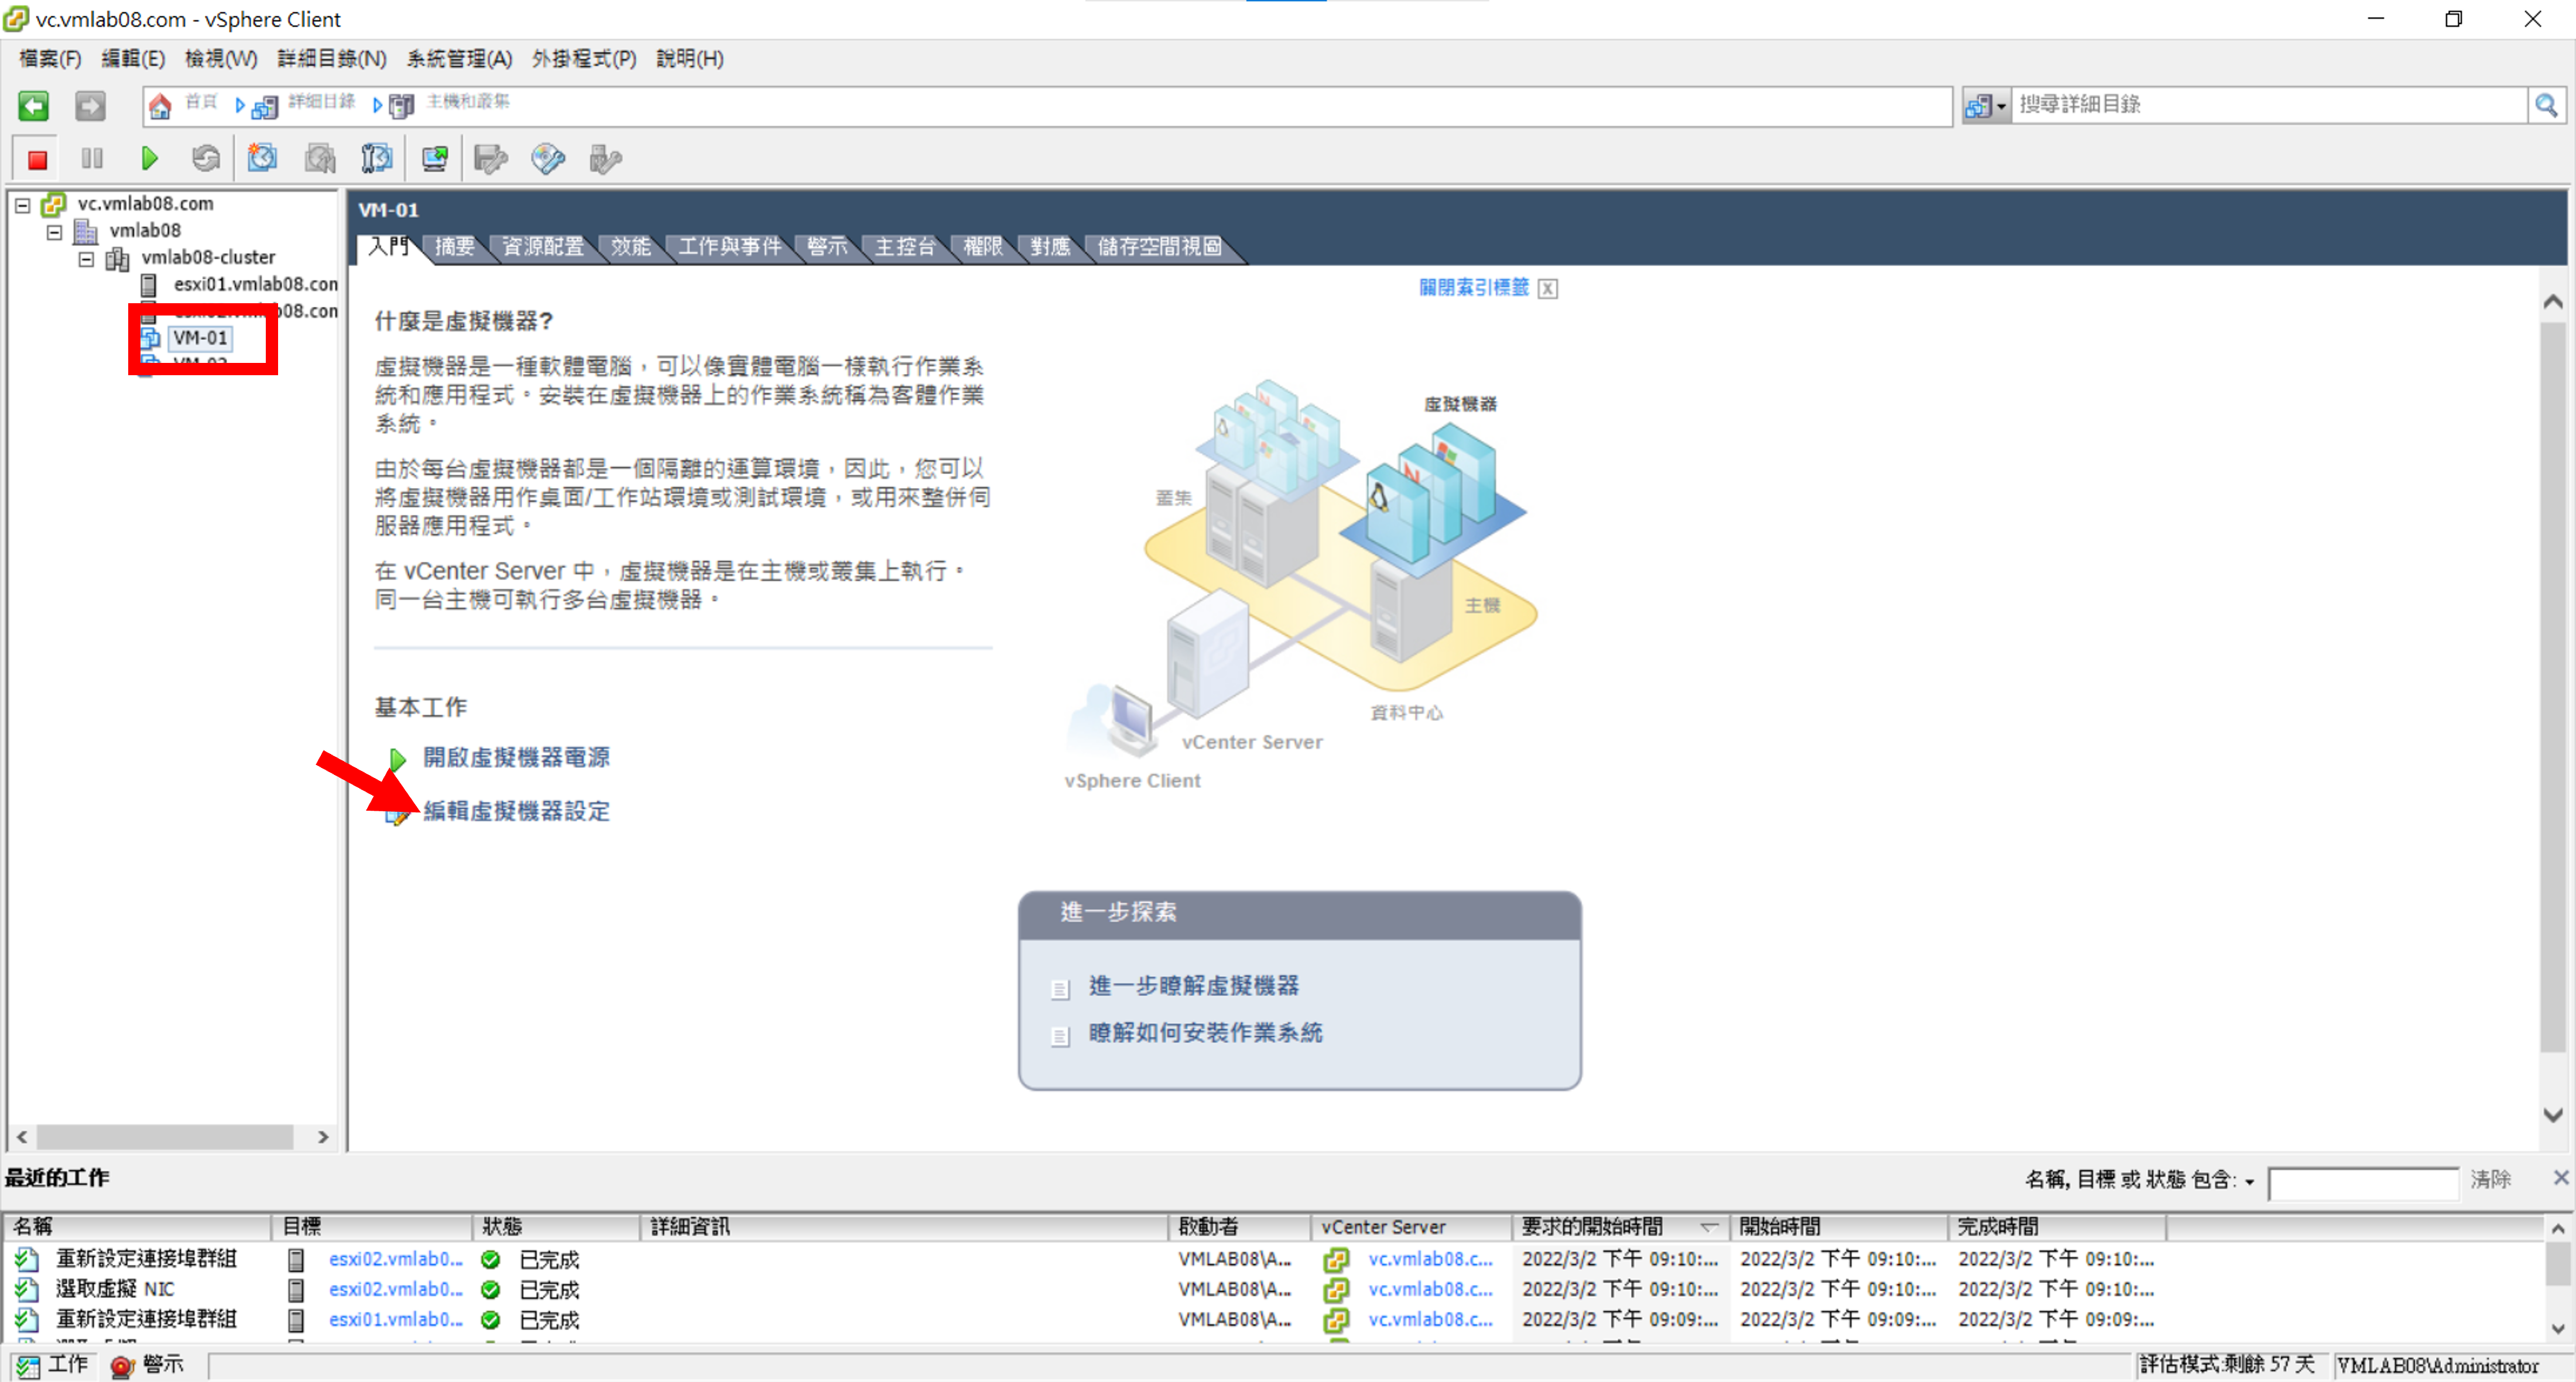 vc.vmlab08.com - vSphere Client
檔案(F) 編輯(E) 檢視(W) 詳細目錄(N) 系統管理(A) 外掛程式(P) 說明(H)
首頁 詳細目錄 主機和叢集 搜尋詳細目錄
vc.vmlab08.com
vmlab08
vmlab08-cluster
esxi01.vmlab08.con
VM-01
VM-01
入門 摘要 資源配置 效能 工作與事件 警示 主控台 權限 對應 儲存空間視圖
關閉索引標籤 X
什麼是虛擬機器?
虛擬機器是一種軟體電腦，可以像實體電腦一樣執行作業系
統和應用程式。安裝在虛擬機器上的作業系統稱為客體作業
系統。
由於每台虛擬機器都是一個隔離的運算環境，因此，您可以
將虛擬機器用作桌面/工作站環境或測試環境，或用來整併伺
服器應用程式。
在 vCenter Server 中，虛擬機器是在主機或叢集上執行。
同一台主機可執行多台虛擬機器。
虛擬機器
叢集
主機
資料中心
vCenter Server
vSphere Client
基本工作
開啟虛擬機器電源
編輯虛擬機器設定
進一步探索
進一步瞭解虛擬機器
瞭解如何安裝作業系統
最近的工作 名稱, 目標 或 狀態 包含: 清除
名稱 目標 狀態 詳細資訊 啟動者 vCenter Server 要求的開始時間 開始時間 完成時間
重新設定連接埠群組 esxi02.vmlab0... 已完成 VMLAB08\A... vc.vmlab08.c... 2022/3/2 下午 09:10:... 2022/3/2 下午 09:10:... 2022/3/2 下午 09:10:...
選取虛擬 NIC esxi02.vmlab0... 已完成 VMLAB08\A... vc.vmlab08.c... 2022/3/2 下午 09:10:... 2022/3/2 下午 09:10:... 2022/3/2 下午 09:10:...
重新設定連接埠群組 esxi01.vmlab0... 已完成 VMLAB08\A... vc.vmlab08.c... 2022/3/2 下午 09:09:... 2022/3/2 下午 09:09:... 2022/3/2 下午 09:09:...
工作 警示 評估模式:剩餘 57 天 VMLAB08\Administrator